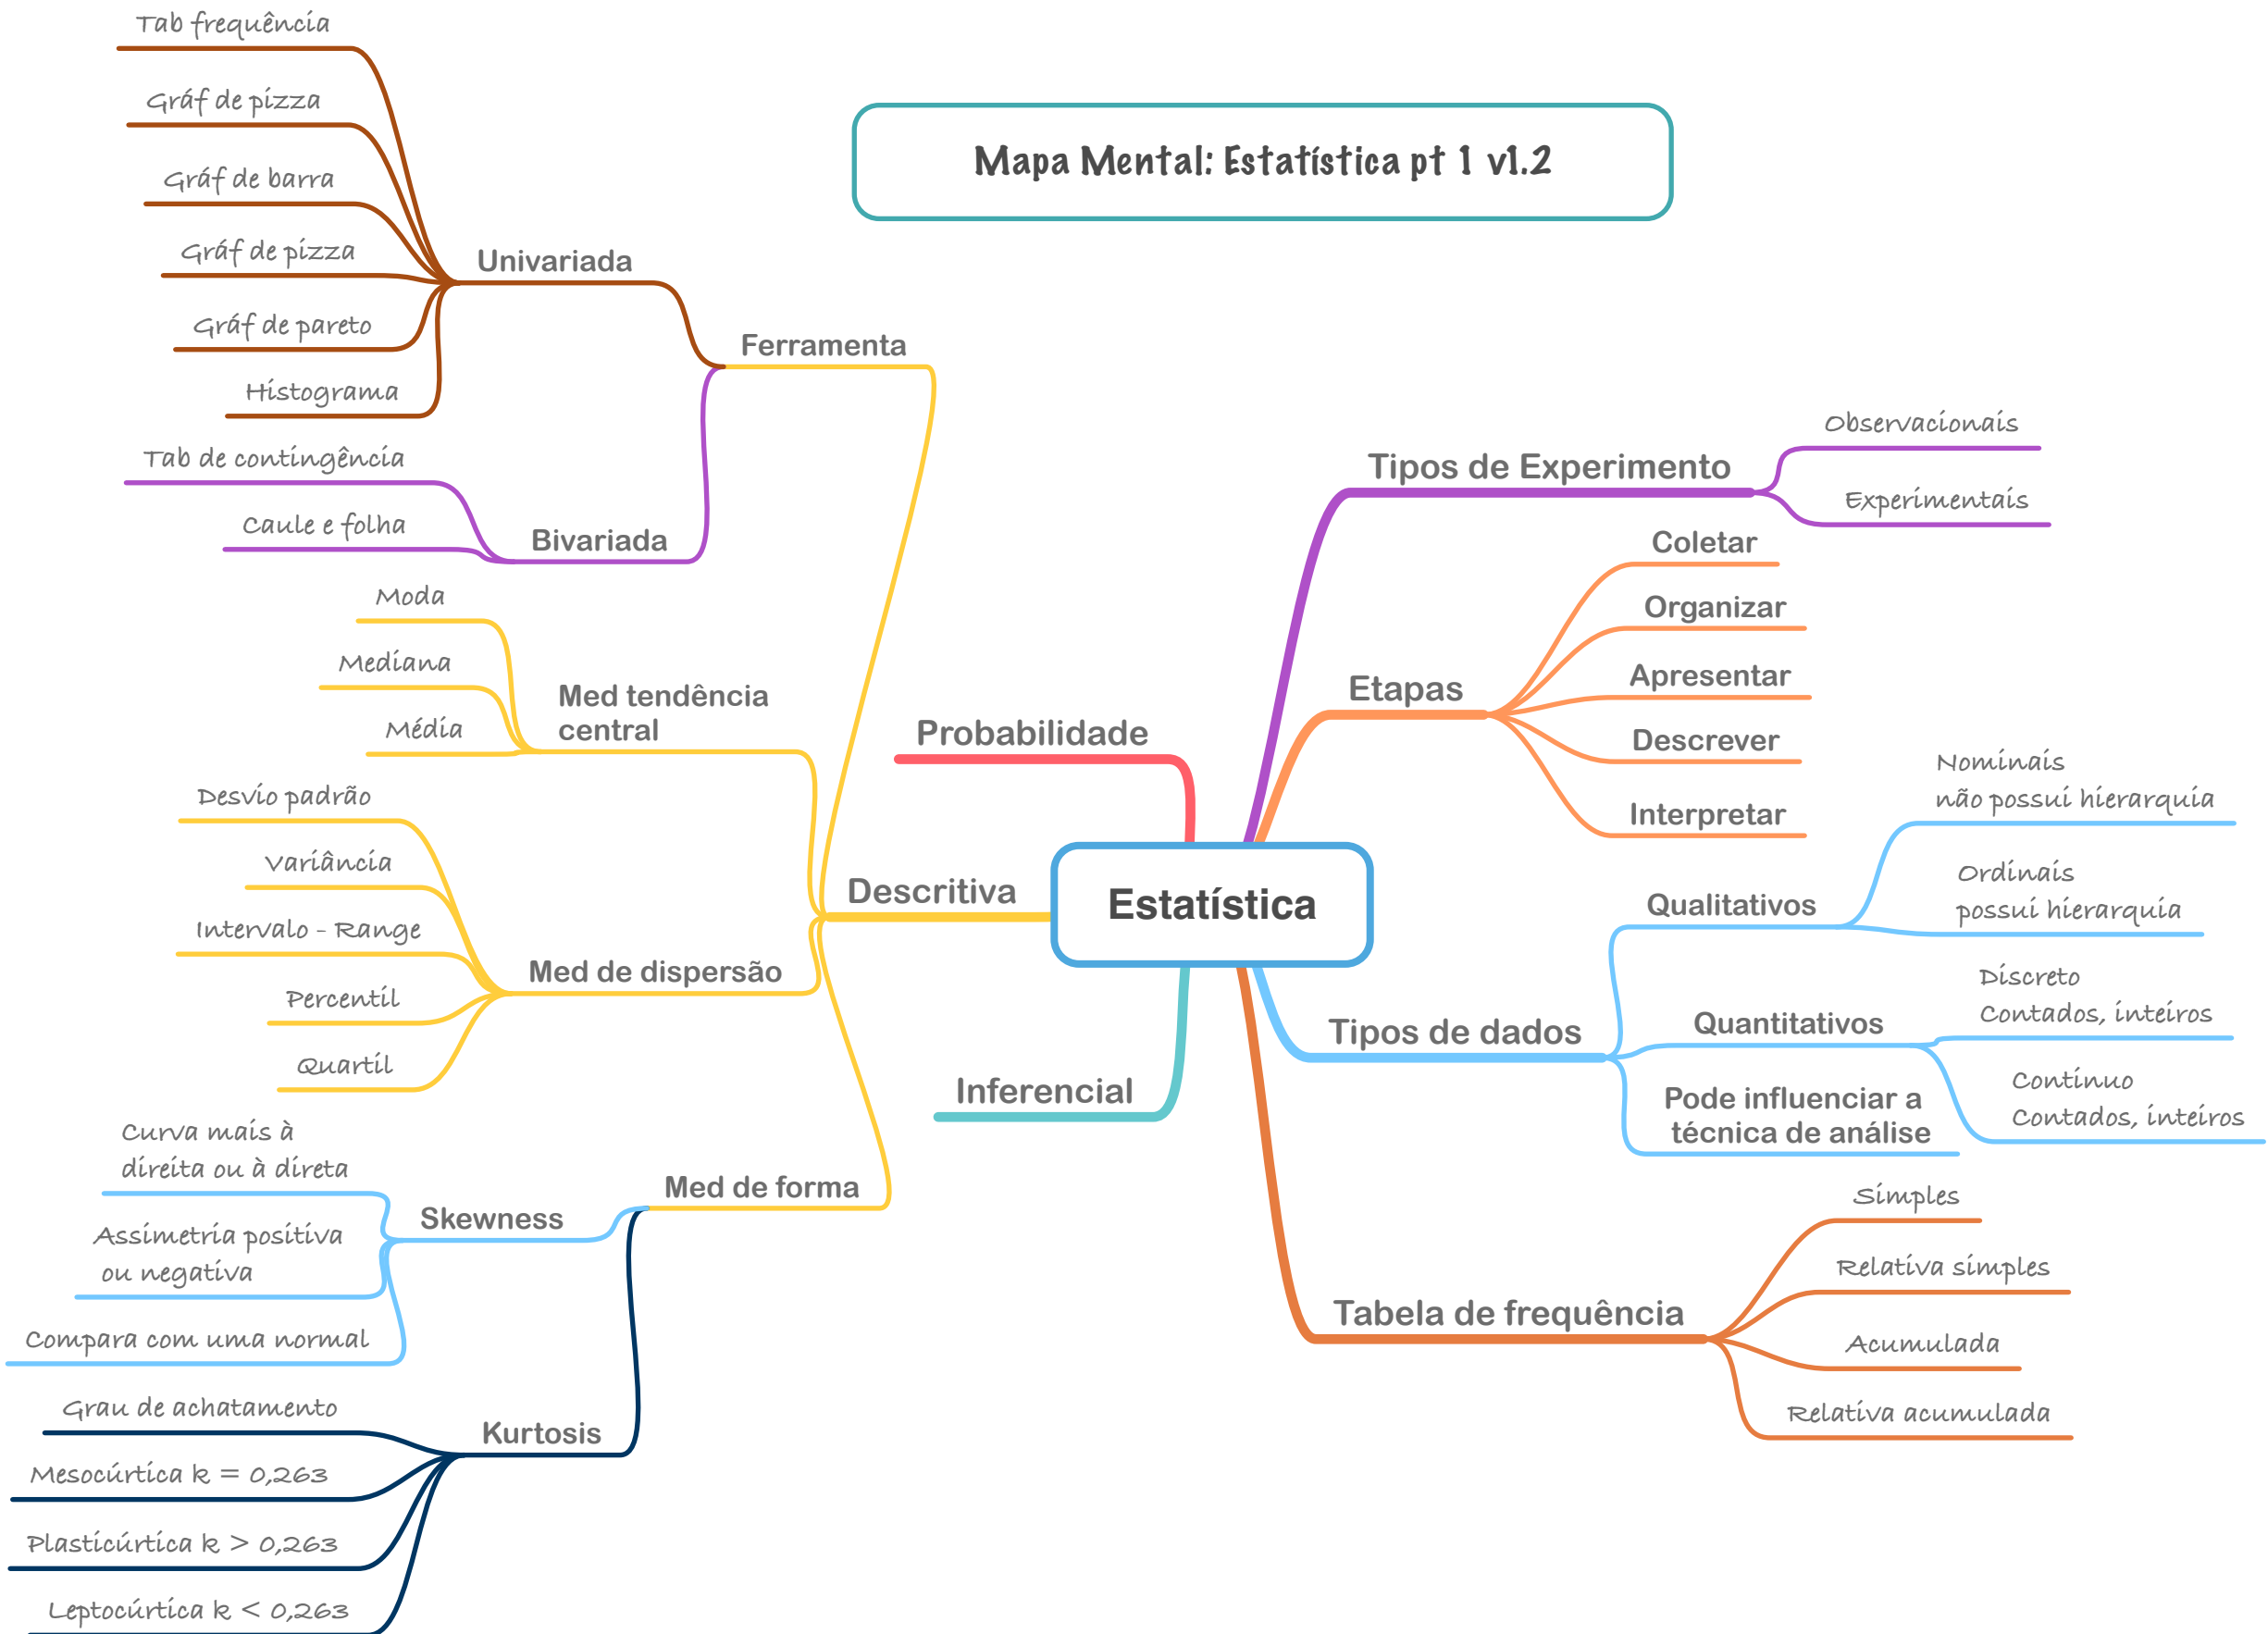 Mapa Mental: Estatística pt 1 v1.2
Estatística
Tipos de Experimento
Observacionais
Experimentais
Etapas
Coletar
Organizar
Apresentar
Descrever
Interpretar
Tipos de dados
Qualitativos
Nominais
não possui hierarquia
Ordinais
possui hierarquia
Quantitativos
Discreto
Contados, inteiros
Contínuo
Contados, inteiros
Pode influenciar a
técnica de análise
Tabela de frequência
Simples
Relativa simples
Acumulada
Relativa acumulada
Probabilidade
Descritiva
Ferramenta
Univariada
Tab frequência
Gráf de pizza
Gráf de barra
Gráf de pizza
Gráf de pareto
Histograma
Bivariada
Tab de contingência
Caule e folha
Med tendência
central
Moda
Mediana
Média
Med de dispersão
Desvio padrão
Variância
Intervalo - Range
Percentil
Quartil
Med de forma
Skewness
Curva mais à
direita ou à direta
Assimetria positiva
ou negativa
Compara com uma normal
Kurtosis
Grau de achatamento
Mesocúrtica k = 0,263
Plasticúrtica k > 0,263
Leptocúrtica k < 0,263
Inferencial